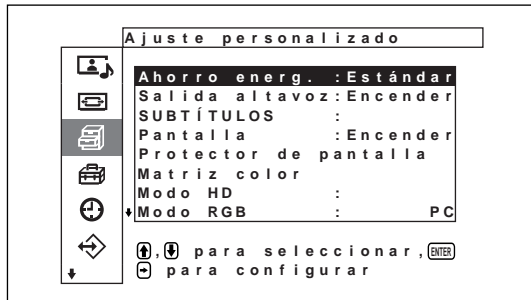 Ajuste personalizado
Ahorro energ. :Estándar
Salida altavoz:Encender
SUBTÍTULOS :
Pantalla :Encender
Protector de pantalla
Matriz color
Modo HD :
Modo RGB : PC
, para seleccionar, ENTER
para configurar